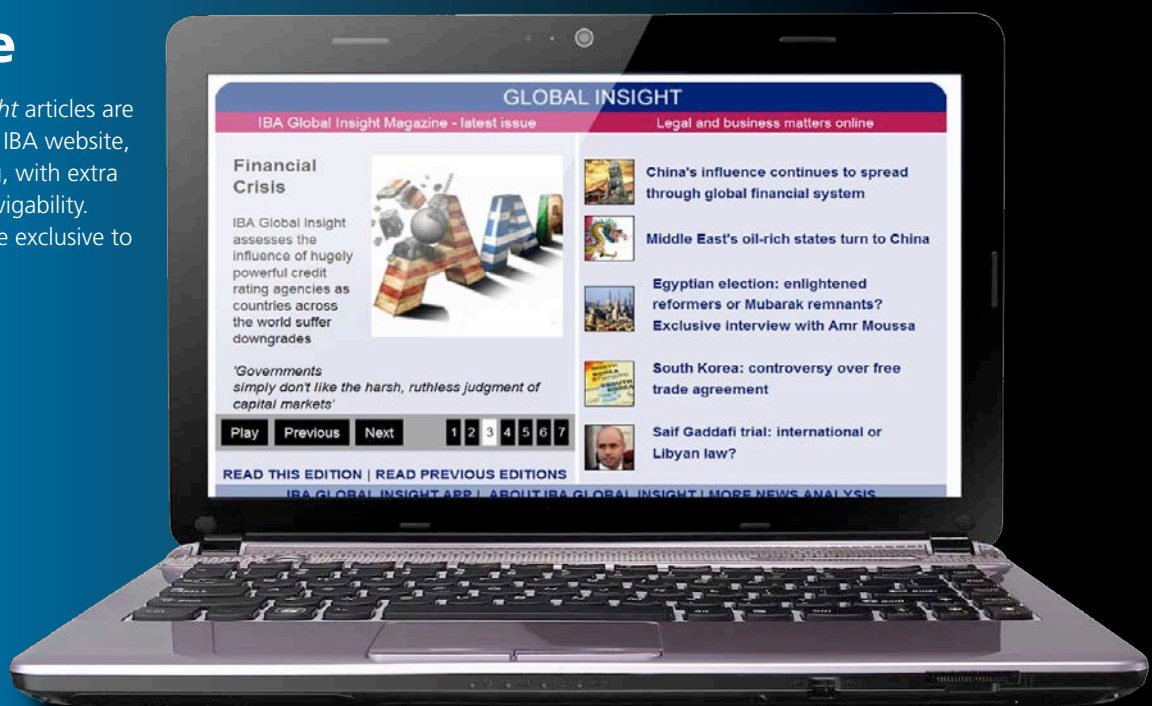 e
ht articles are
IBA website,
, with extra
vigability.
e exclusive to
GLOBAL INSIGHT
IBA Global Insight Magazine - latest issue
Legal and business matters online
Financial
Crisis
IBA Global Insight
assesses the
influence of hugely
powerful credit
rating agencies as
countries across
the world suffer
downgrades
'Governments
simply don't like the harsh, ruthless judgment of
capital markets'
Play Previous Next 1 2 3 4 5 6 7
READ THIS EDITION | READ PREVIOUS EDITIONS
China's influence continues to spread
through global financial system
Middle East's oil-rich states turn to China
Egyptian election: enlightened
reformers or Mubarak remnants?
Exclusive interview with Amr Moussa
South Korea: controversy over free
trade agreement
Saif Gaddafi trial: international or
Libyan law?
IBA GLOBAL INSIGHT APP | ABOUT IBA GLOBAL INSIGHT | MORE NEWS ANALYSIS